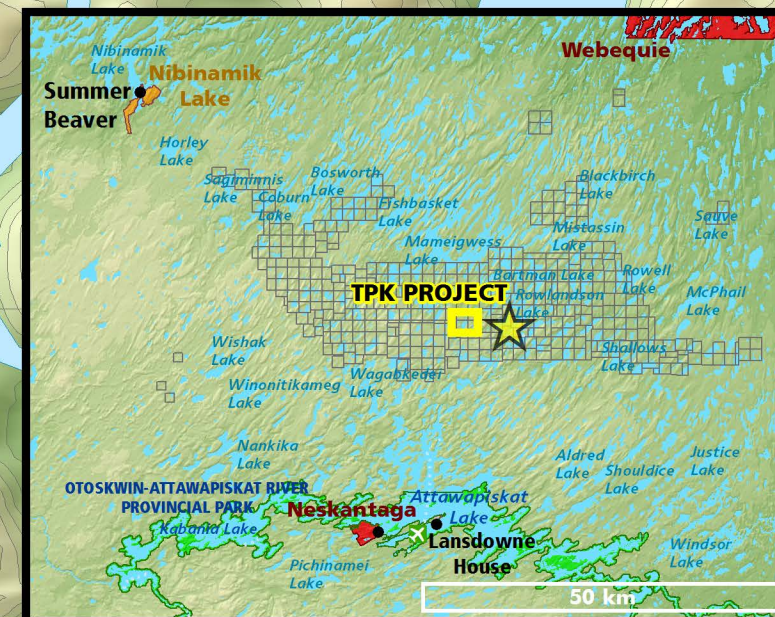 Webequie
Nibinamik
Lake
Nibinamik
Lake
Summer
Beaver
Horley
Lake
Sagiminnis
Lake
Coburn
Lake
Bosworth
Lake
Fishbasket
Lake
Blackbirch
Lake
Sauve
Lake
Mameigwess
Lake
Mistassin
Lake
Bartman Lake
Rowell
Lake
TPK PROJECT
Rowlandson
Lake
McPhail
Lake
Wishak
Lake
Shallows
Lake
Wagabkedei
Lake
Winonitikameg
Lake
Nankika
Lake
Aldred
Lake
Shouldice
Lake
Justice
Lake
OTOSKWIN-ATTAWAPISKAT RIVER
PROVINCIAL PARK
Kabania Lake
Neskantaga
Attawapiskat
Lake
Lansdowne
House
Pichinamei
Lake
Windsor
Lake
50 km